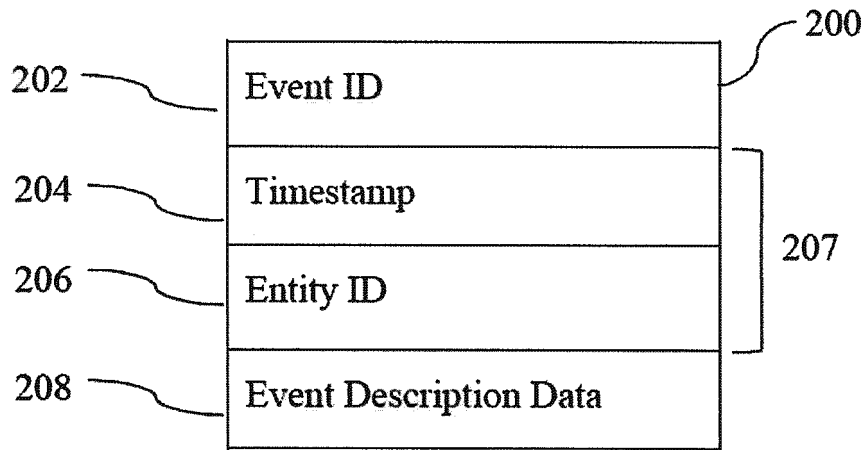 200
202
Event ID
204
Timestamp
207
206
Entity ID
208
Event Description Data